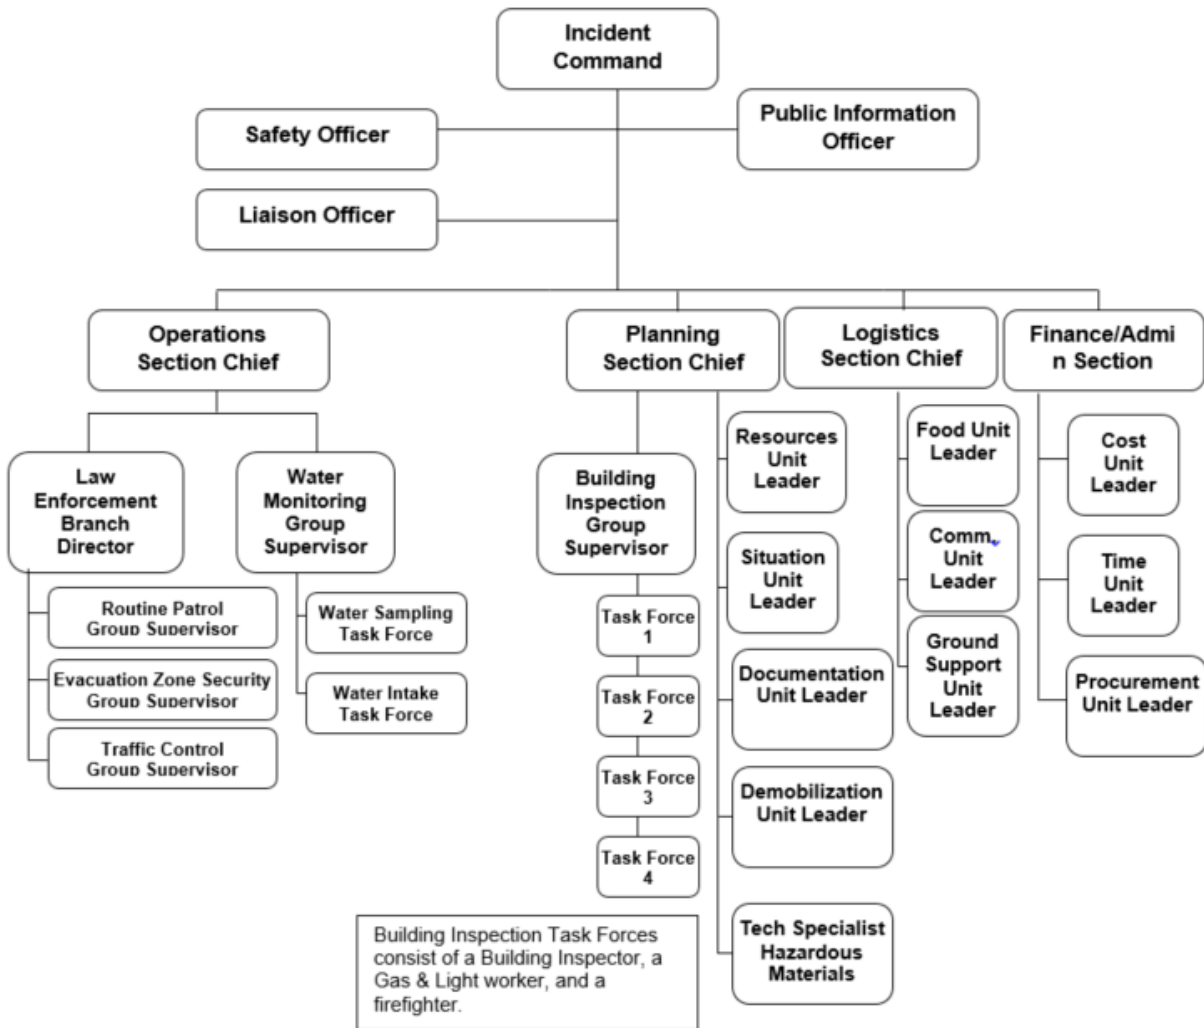 Incident
Command
Safety Officer
Public Information
Officer
Liaison Officer
Operations
Section Chief
Planning
Section Chief
Logistics
Section Chief
Finance/Admi
n Section
Law
Enforcement
Branch
Director
Water
Monitoring
Group
Supervisor
Routine Patrol
Group Supervisor
Evacuation Zone Security
Group Supervisor
Traffic Control
Group Supervisor
Water Sampling
Task Force
Water Intake
Task Force
Building
Inspection
Group
Supervisor
Task Force
1
Task Force
2
Task Force
3
Task Force
4
Resources
Unit
Leader
Situation
Unit
Leader
Documentation
Unit Leader
Demobilization
Unit Leader
Tech Specialist
Hazardous
Materials
Food Unit
Leader
Comm.
Unit
Leader
Ground
Support
Unit
Leader
Cost
Unit
Leader
Time
Unit
Leader
Procurement
Unit Leader
Building Inspection Task Forces
consist of a Building Inspector, a
Gas & Light worker, and a
firefighter.